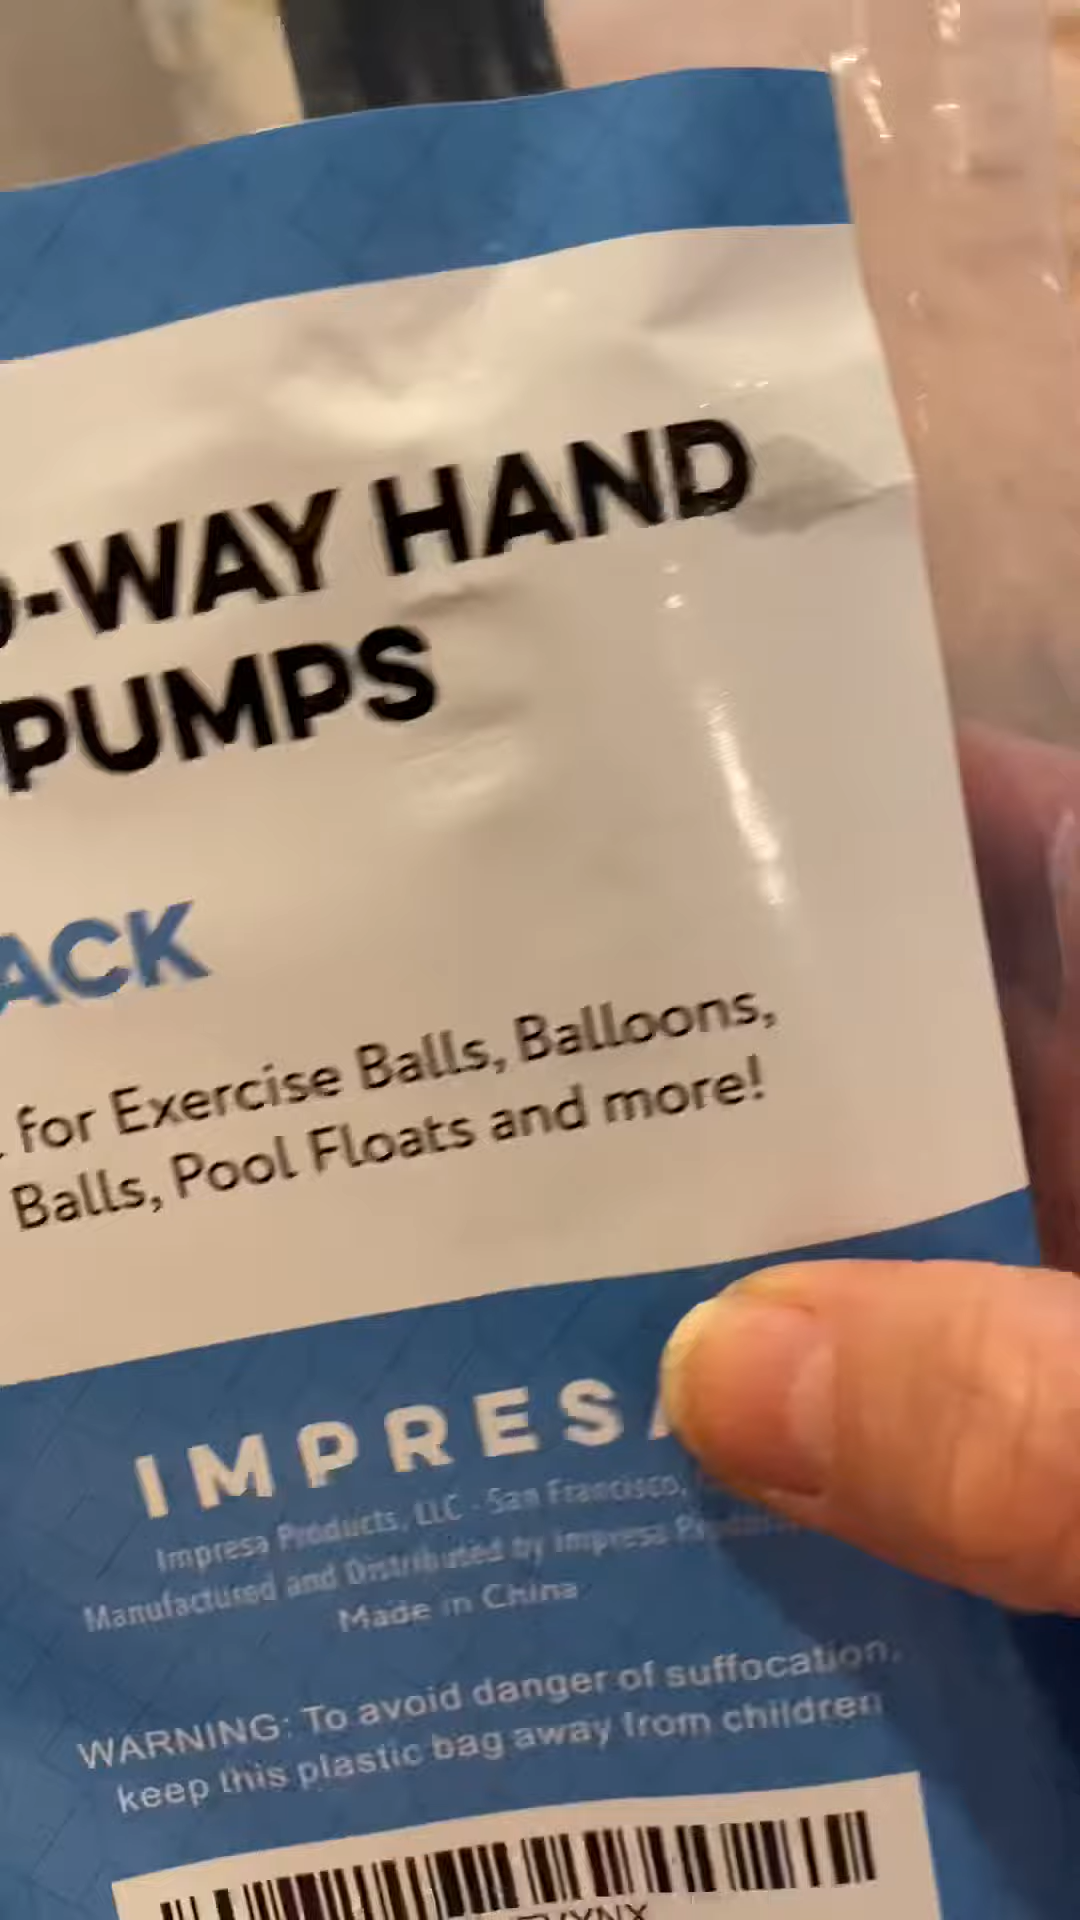 -WAY HAND
PUMPS
ACK
for Exercise Balls, Balloons,
Balls, Pool Floats and more!
IMPRESA
Impresa Products, LLC - San Francisco,
Manufactured and Distributed by Impresa
Made in China
WARNING: To avoid danger of suffocation,
keep this plastic bag away from children